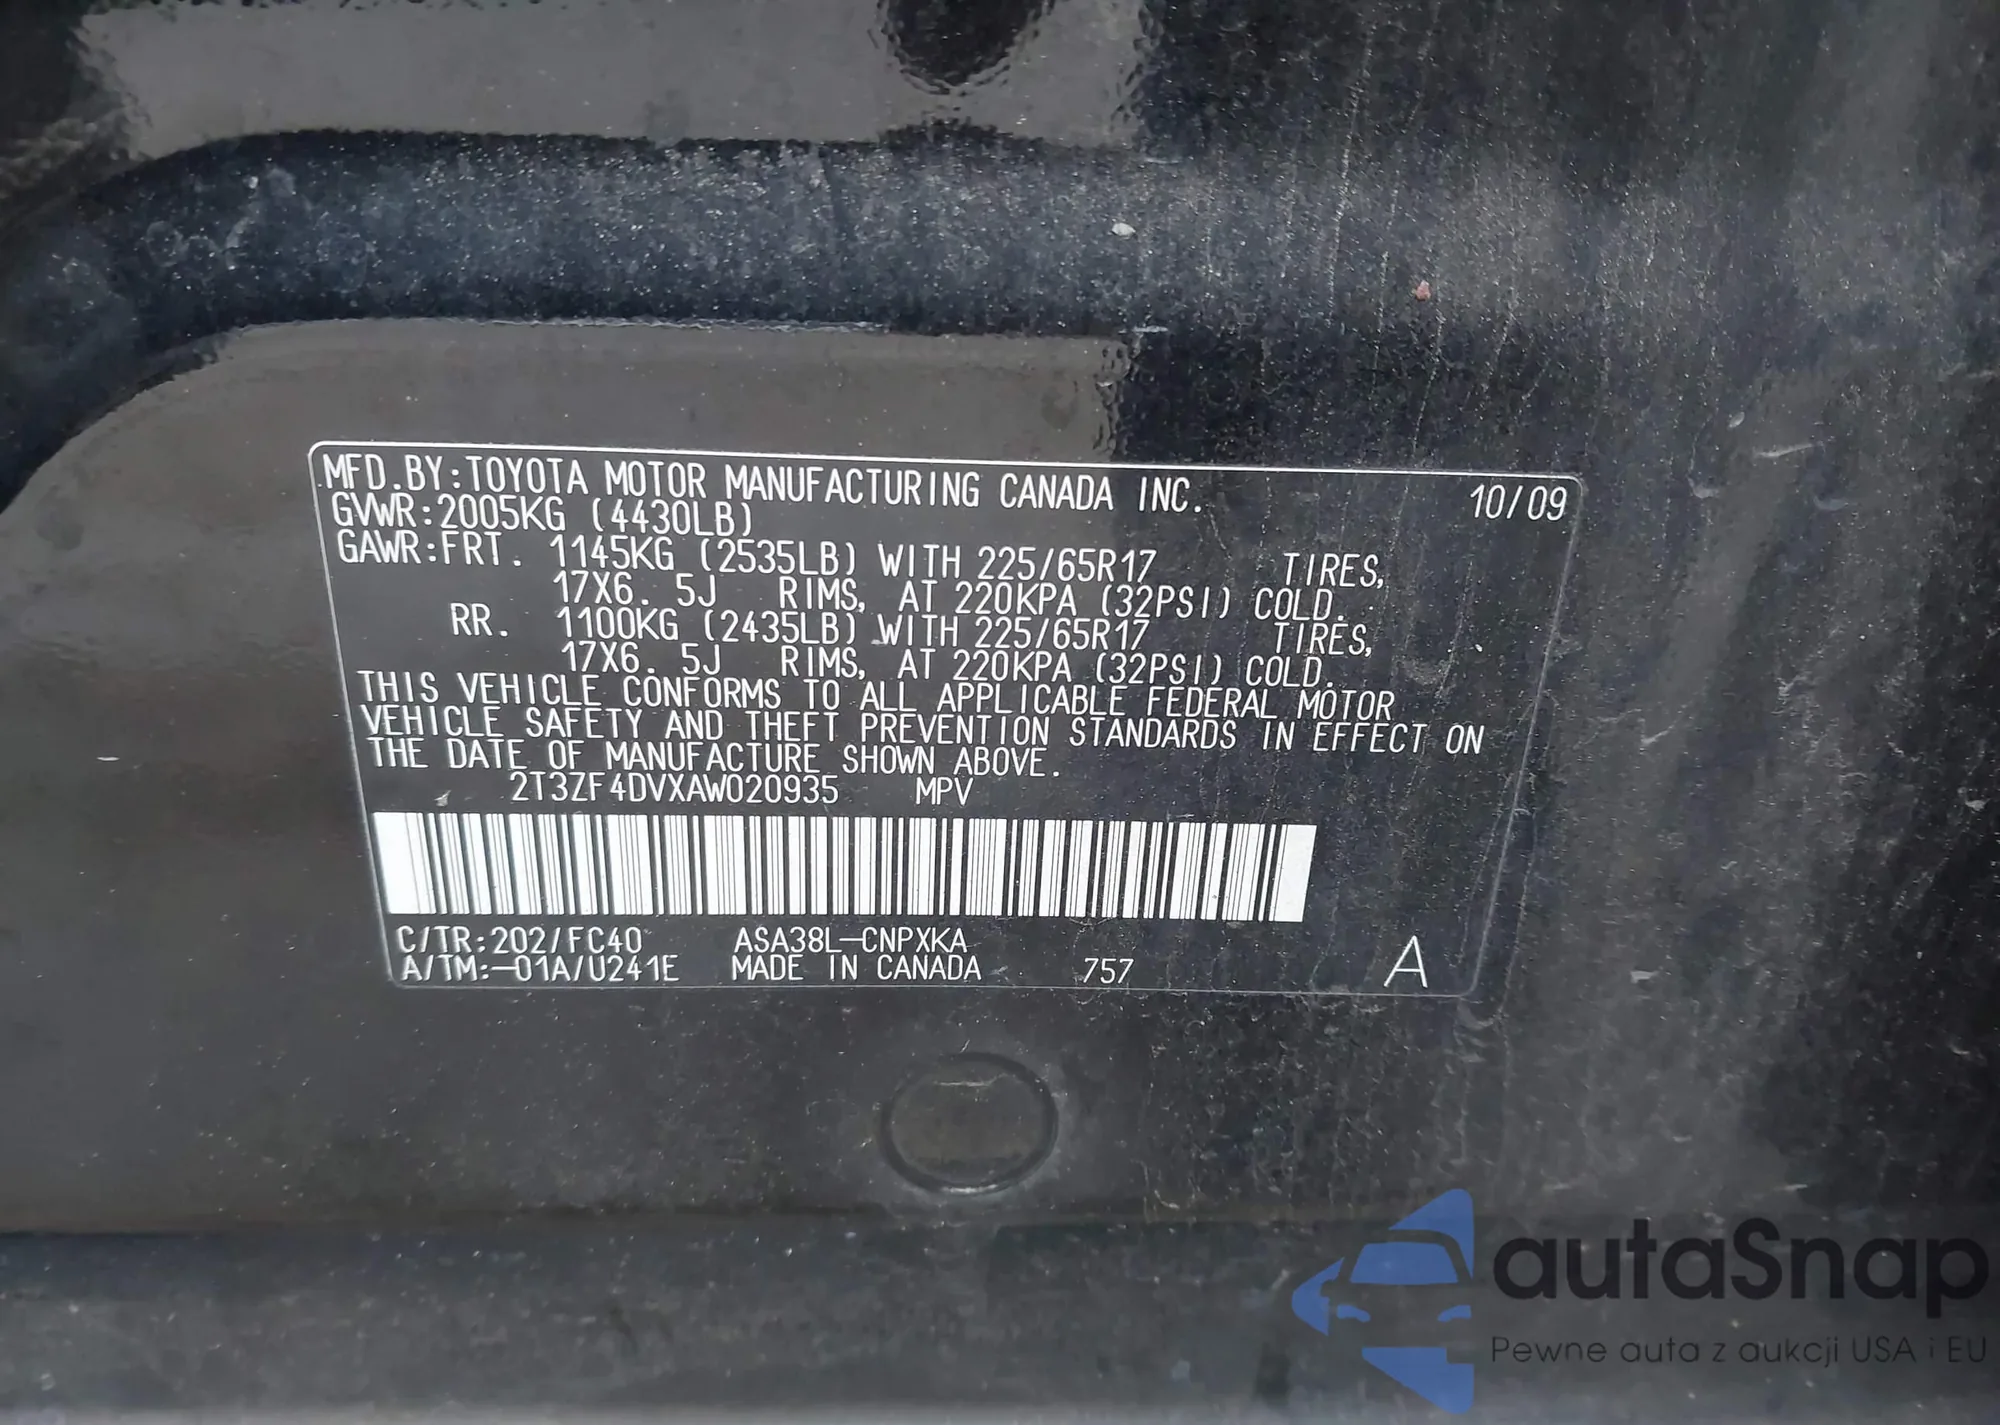 MFD.BY:TOYOTA MOTOR MANUFACTURING CANADA INC. 10/09
GVWR:2005KG (4430LB)
GAWR:FRT. 1145KG (2535LB) WITH 225/65R17 TIRES,
17X6.5J RIMS, AT 220KPA (32PSI) COLD.
RR. 1100KG (2435LB) WITH 225/65R17 TIRES,
17X6.5J RIMS, AT 220KPA (32PSI) COLD.
THIS VEHICLE CONFORMS TO ALL APPLICABLE FEDERAL MOTOR
VEHICLE SAFETY AND THEFT PREVENTION STANDARDS IN EFFECT ON
THE DATE OF MANUFACTURE SHOWN ABOVE.
2T3ZF4DVXAW020935 MPV
C/TR:202/FC40 ASA38L-CNPXKA
A/TM:-01A/U241E MADE IN CANADA 757 A
autaSnap
Pewne auta z aukcji USA i EU